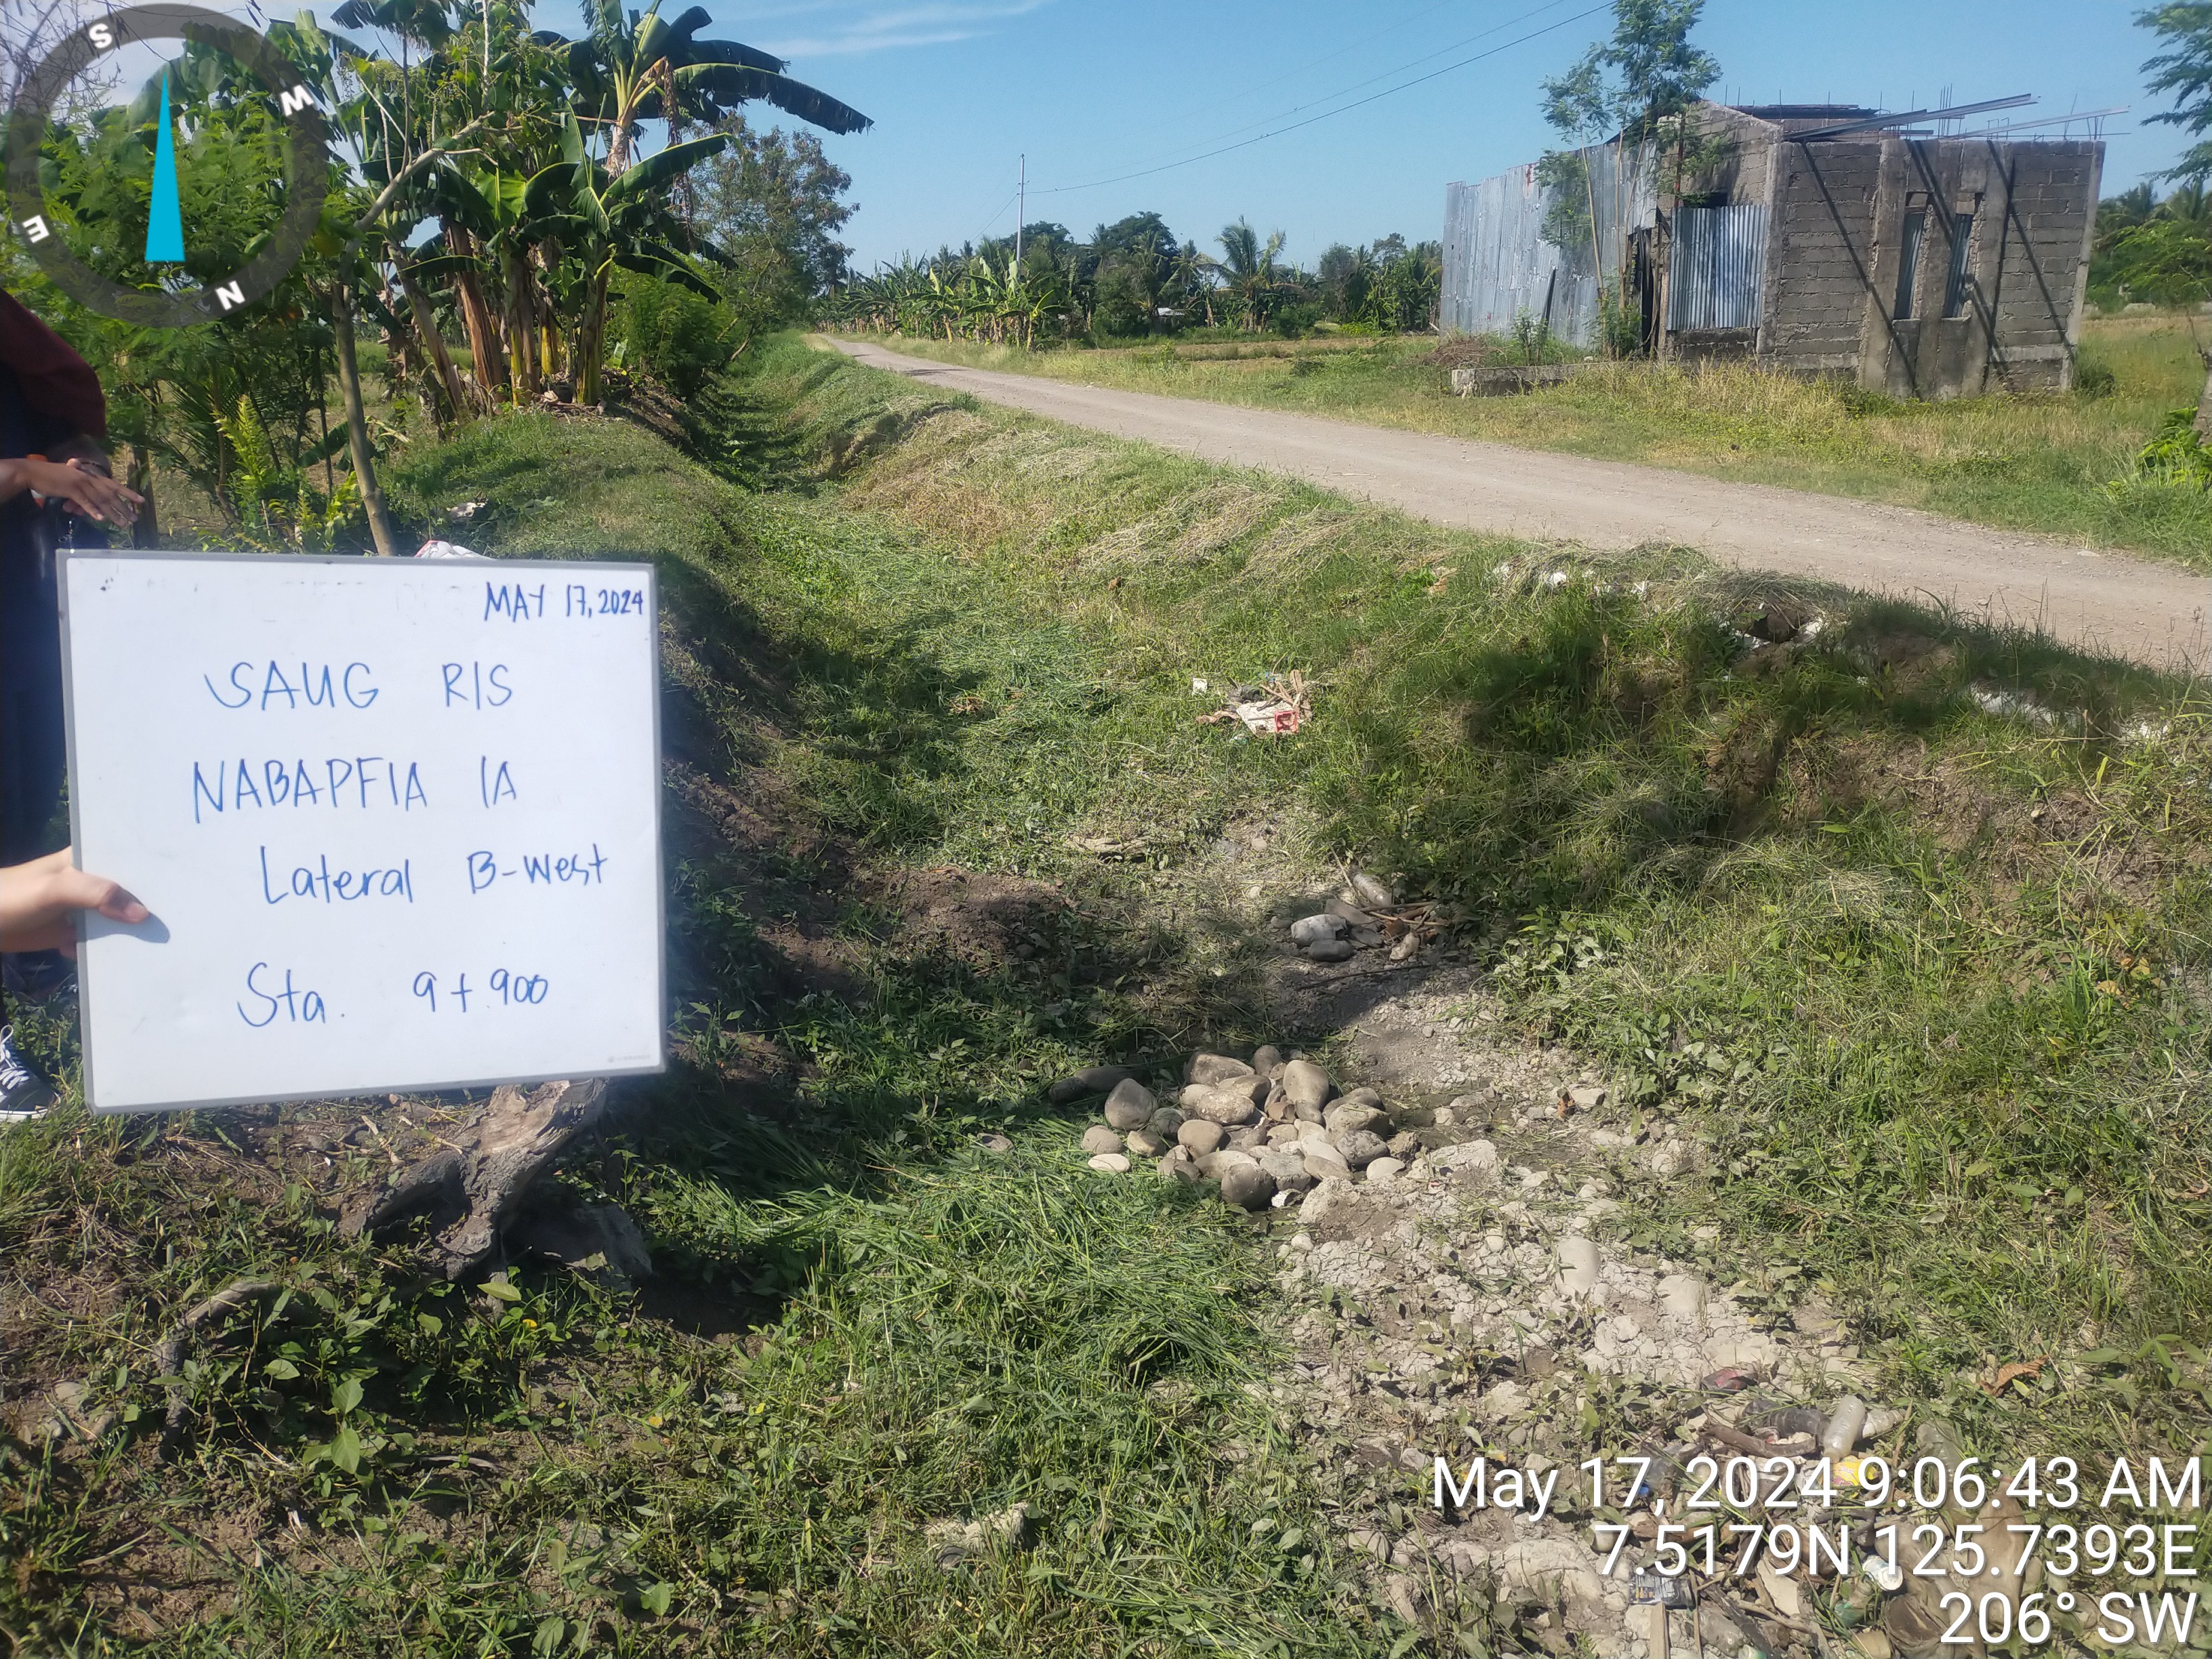 S
W
E
N
MAY 17, 2024
SAUG RIS
NABAPFIA IA
Lateral B-West
Sta. 9+900
May 17, 2024 9:06:43 AM
7.5179N 125.7393E
206° SW